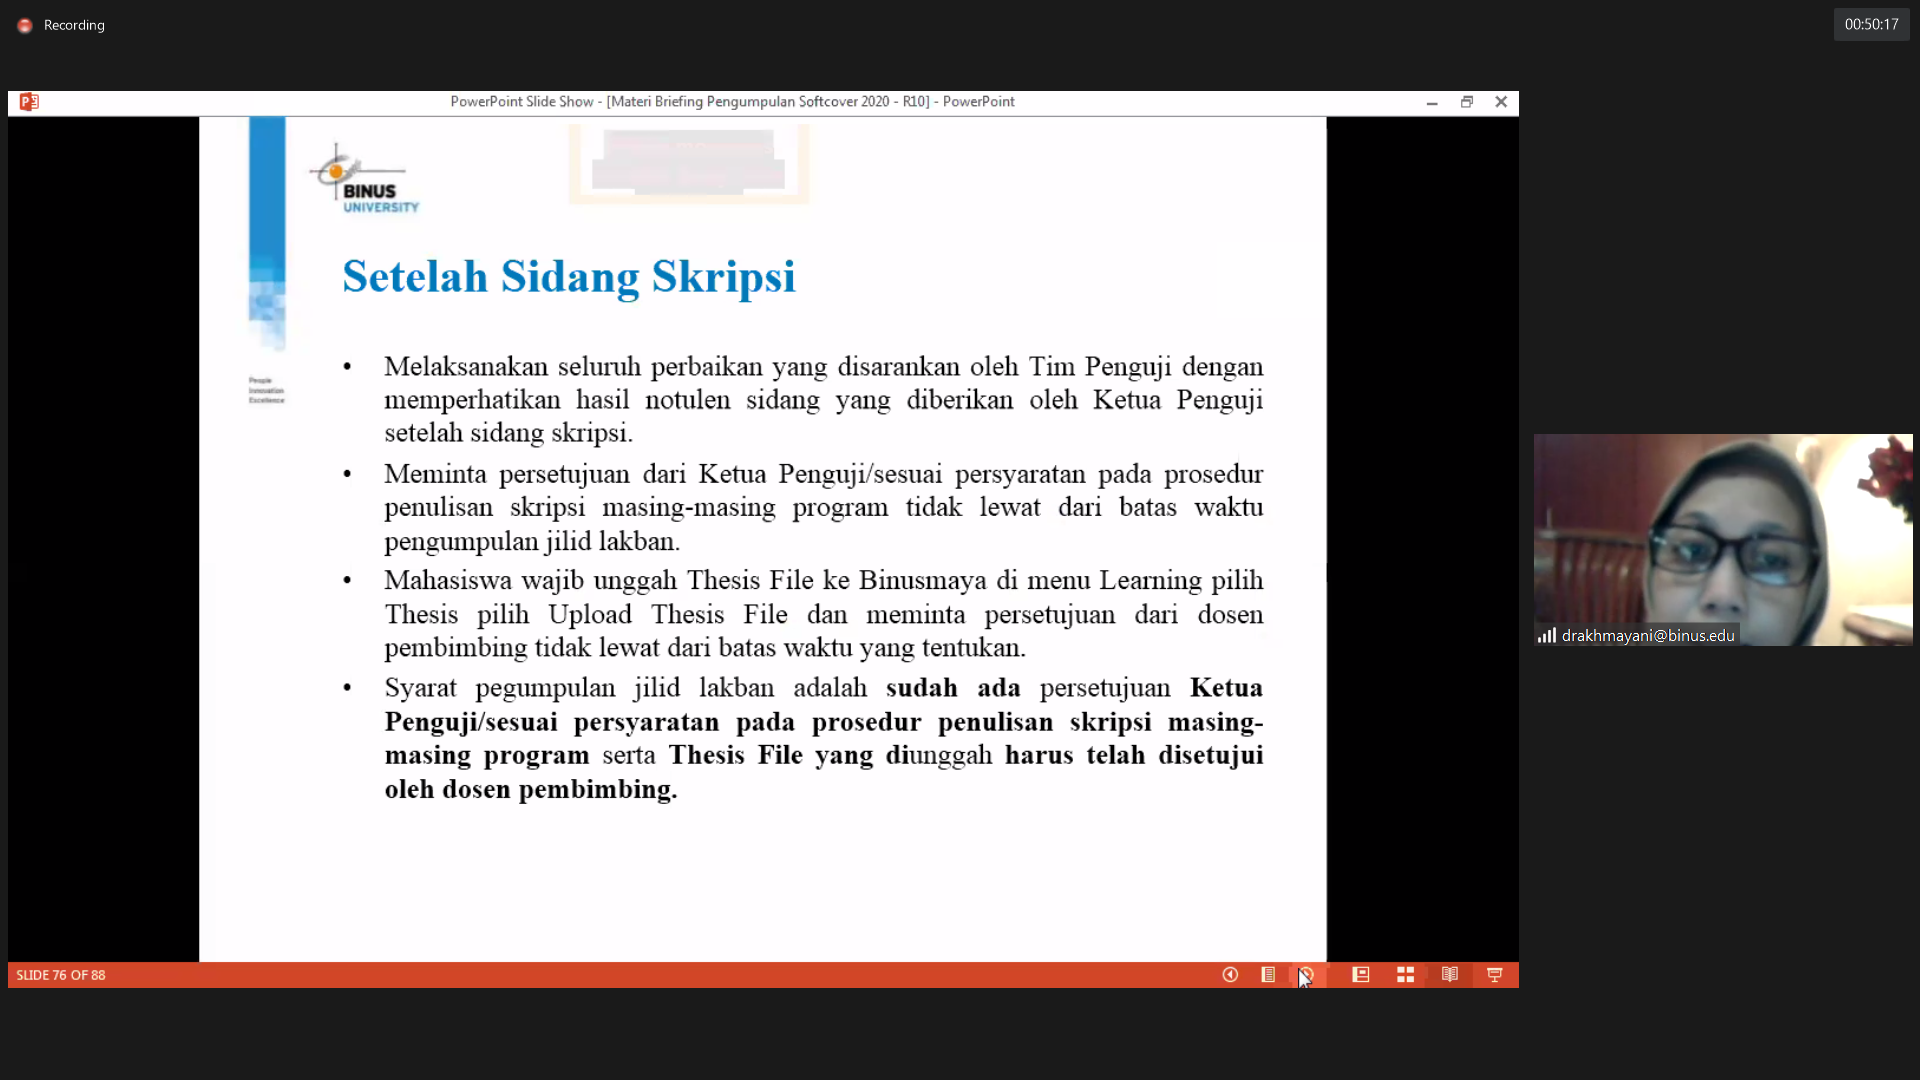 Recording
00:50:17
PowerPoint Slide Show - [Materi Briefing Pengumpulan Softcover 2020 - R10] - PowerPoint
BINUS
UNIVERSITY
Setelah Sidang Skripsi
People
Innovation
Excellence
• Melaksanakan seluruh perbaikan yang disarankan oleh Tim Penguji dengan
memperhatikan hasil notulen sidang yang diberikan oleh Ketua Penguji
setelah sidang skripsi.
• Meminta persetujuan dari Ketua Penguji/sesuai persyaratan pada prosedur
penulisan skripsi masing-masing program tidak lewat dari batas waktu
pengumpulan jilid lakban.
• Mahasiswa wajib unggah Thesis File ke Binusmaya di menu Learning pilih
Thesis pilih Upload Thesis File dan meminta persetujuan dari dosen
pembimbing tidak lewat dari batas waktu yang tentukan.
• Syarat pegumpulan jilid lakban adalah sudah ada persetujuan Ketua
Penguji/sesuai persyaratan pada prosedur penulisan skripsi masing-
masing program serta Thesis File yang diunggah harus telah disetujui
oleh dosen pembimbing.
drakhmayani@binus.edu
SLIDE 76 OF 88